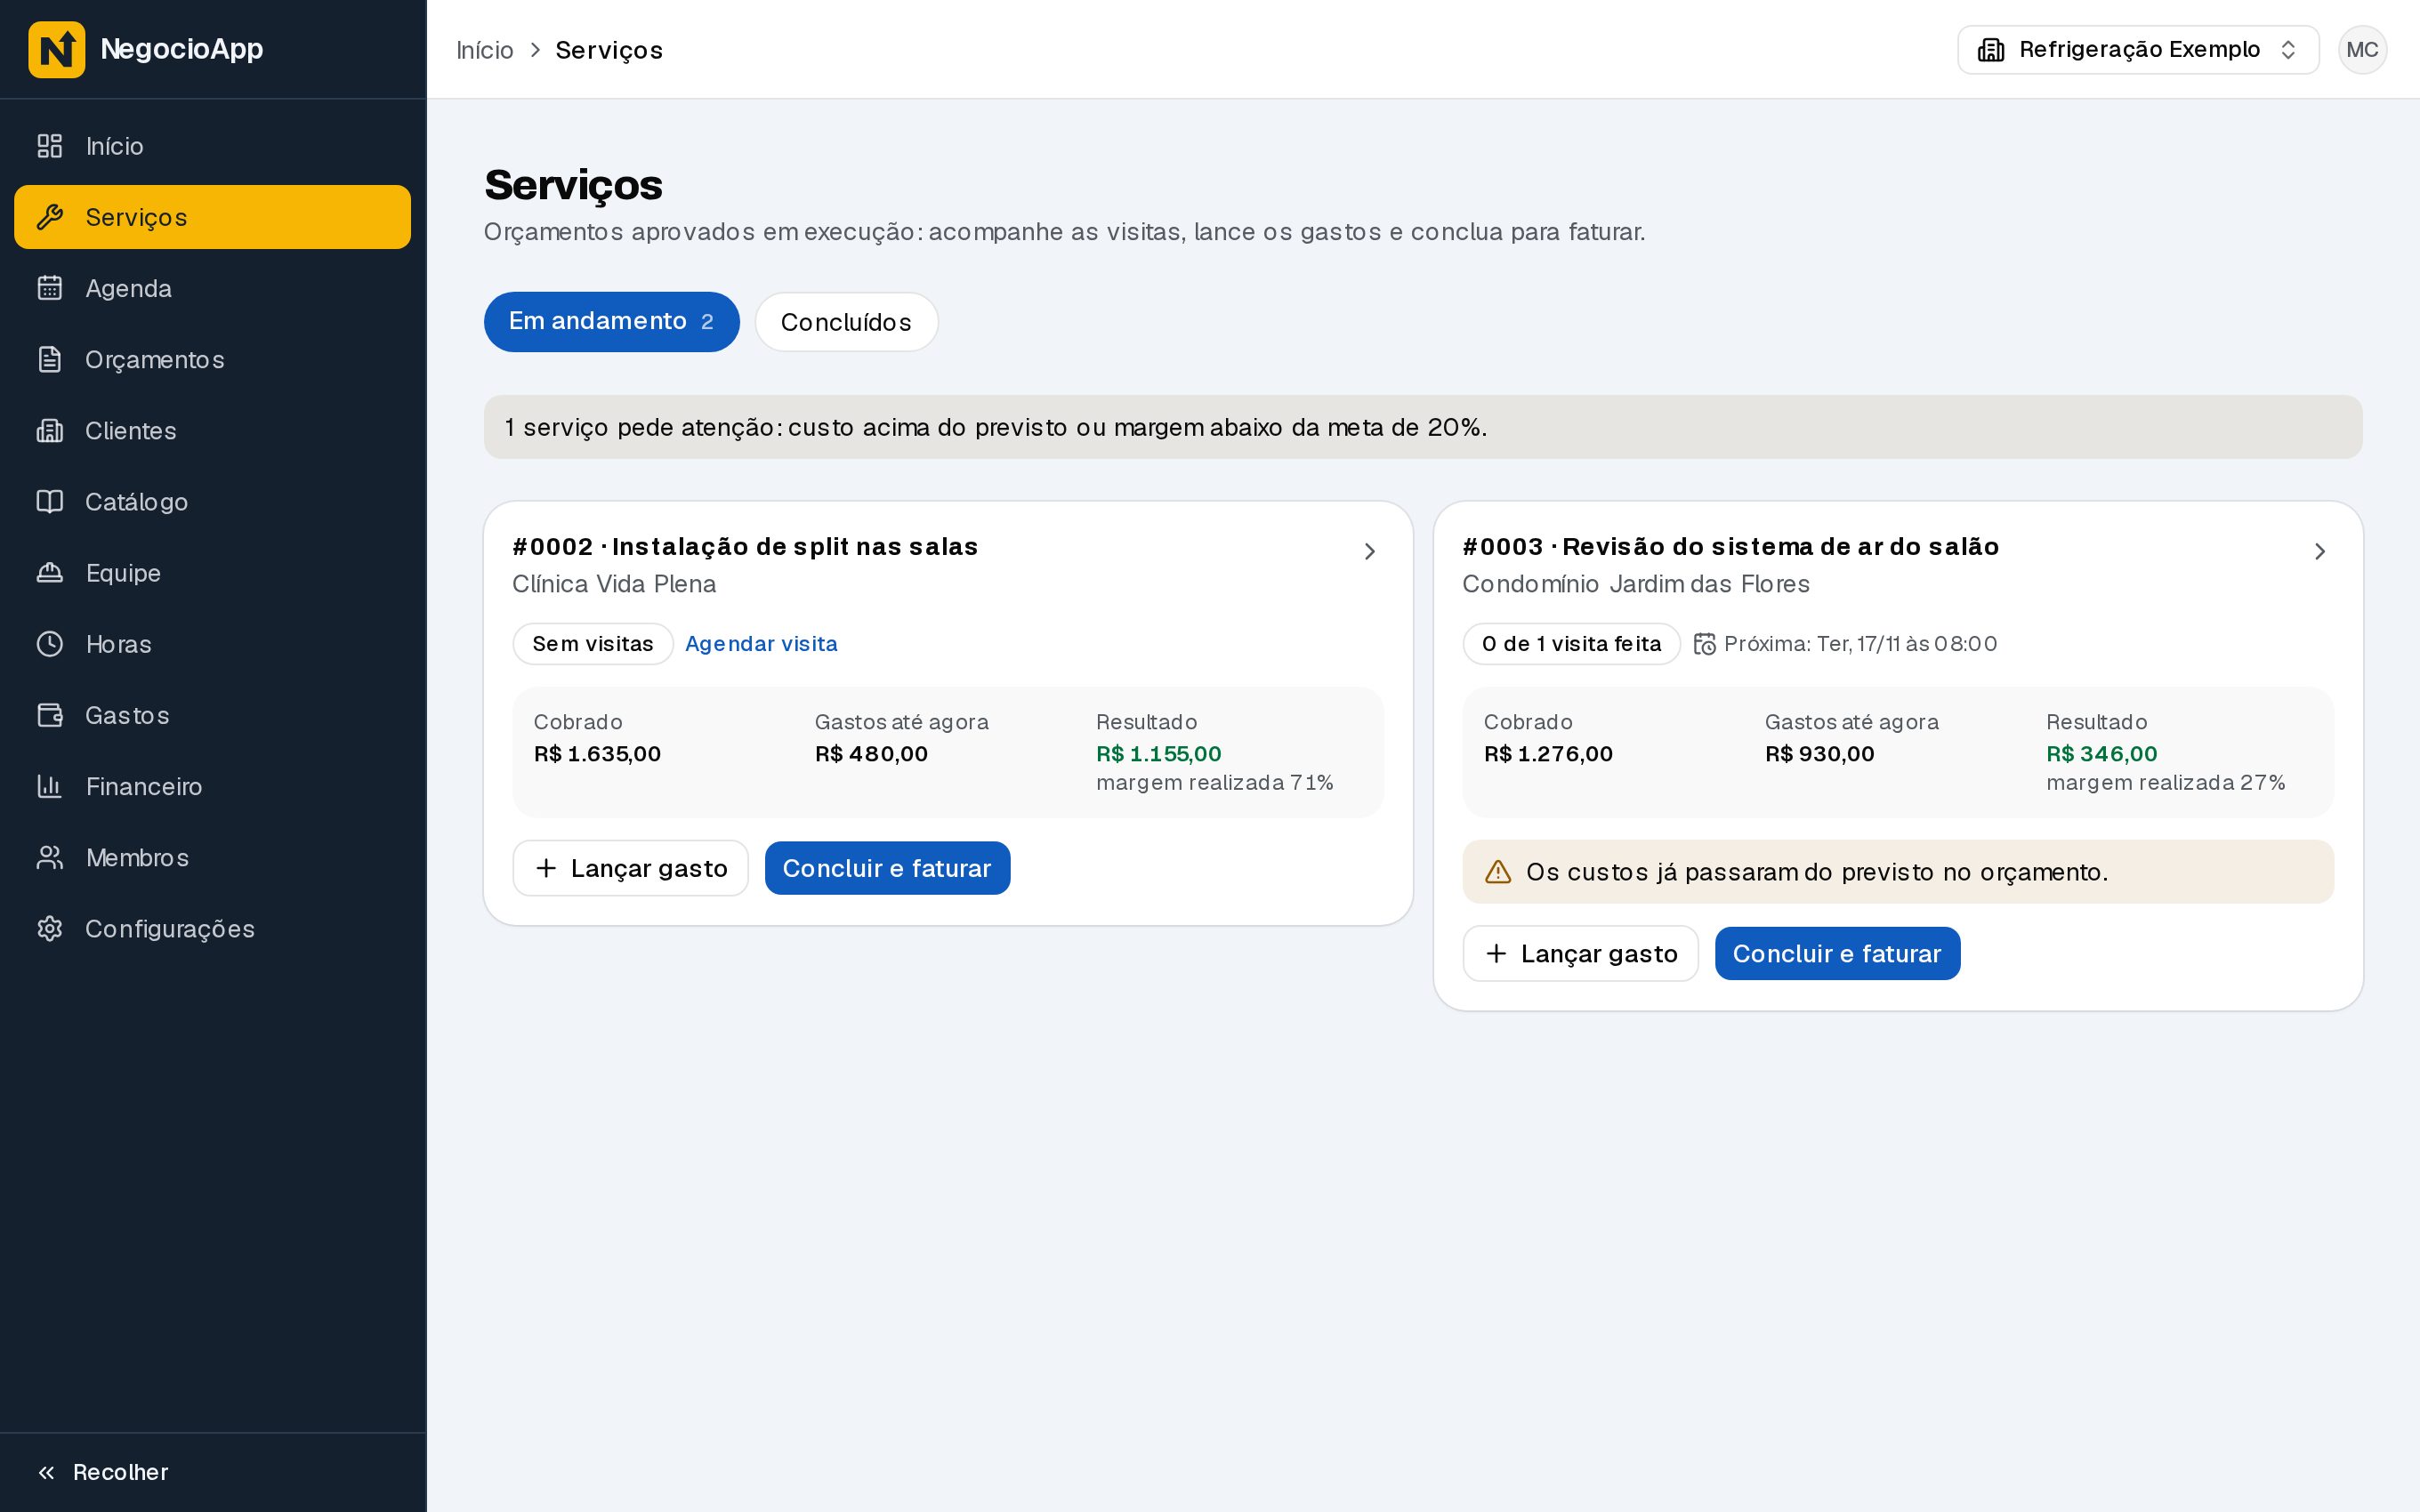 NegocioApp
Início
Serviços
Agenda
Orçamentos
Clientes
Catálogo
Equipe
Horas
Gastos
Financeiro
Membros
Configurações
Recolher
Início > Serviços
Refrigeração Exemplo
MC
Serviços
Orçamentos aprovados em execução: acompanhe as visitas, lance os gastos e conclua para faturar.
Em andamento 2
Concluídos
1 serviço pede atenção: custo acima do previsto ou margem abaixo da meta de 20%.
#0002 · Instalação de split nas salas
Clínica Vida Plena
Sem visitas Agendar visita
Cobrado Gastos até agora Resultado
R$ 1.635,00 R$ 480,00 R$ 1.155,00
margem realizada 71%
+ Lançar gasto Concluir e faturar
#0003 · Revisão do sistema de ar do salão
Condomínio Jardim das Flores
0 de 1 visita feita Próxima: Ter, 17/11 às 08:00
Cobrado Gastos até agora Resultado
R$ 1.276,00 R$ 930,00 R$ 346,00
margem realizada 27%
Os custos já passaram do previsto no orçamento.
+ Lançar gasto Concluir e faturar